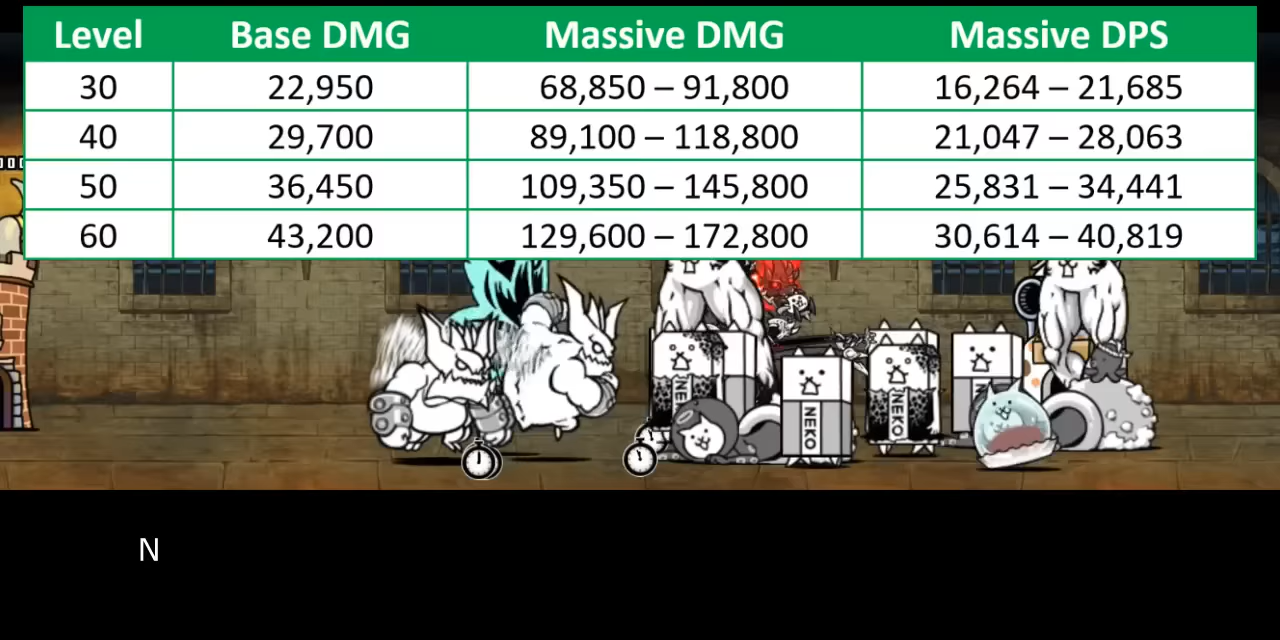 Level Base DMG Massive DMG Massive DPS
30 22,950 68,850 – 91,800 16,264 – 21,685
40 29,700 89,100 – 118,800 21,047 – 28,063
50 36,450 109,350 – 145,800 25,831 – 34,441
60 43,200 129,600 – 172,800 30,614 – 40,819
NEKO
NEKO
NEKO
N